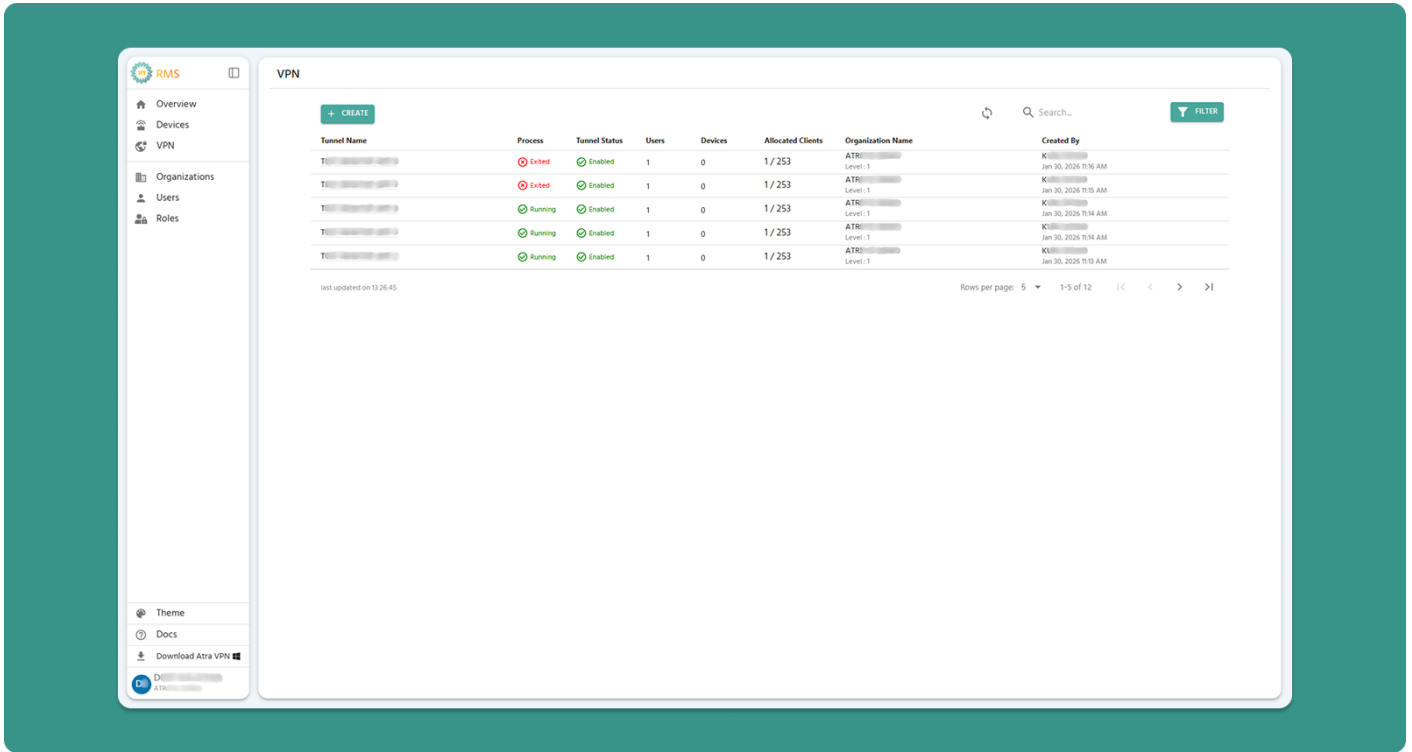 RMS
VPN
Overview
Devices
VPN
Organizations
Users
Roles
+ CREATE
Search...
FILTER
Tunnel Name Process Tunnel Status Users Devices Allocated Clients Organization Name Created By
Exited Enabled 1 0 1 / 253
Level : 1 Jan 30, 2026 11:16 AM
Exited Enabled 1 0 1 / 253
Level : 1 Jan 30, 2026 11:15 AM
Running Enabled 1 0 1 / 253
Level : 1 Jan 30, 2026 11:14 AM
Running Enabled 1 0 1 / 253
Level : 1 Jan 30, 2026 11:14 AM
Running Enabled 1 0 1 / 253
Level : 1 Jan 30, 2026 11:13 AM
last updated on 13:26:45 Rows per page: 5 1-5 of 12
Theme
Docs
Download Atra VPN